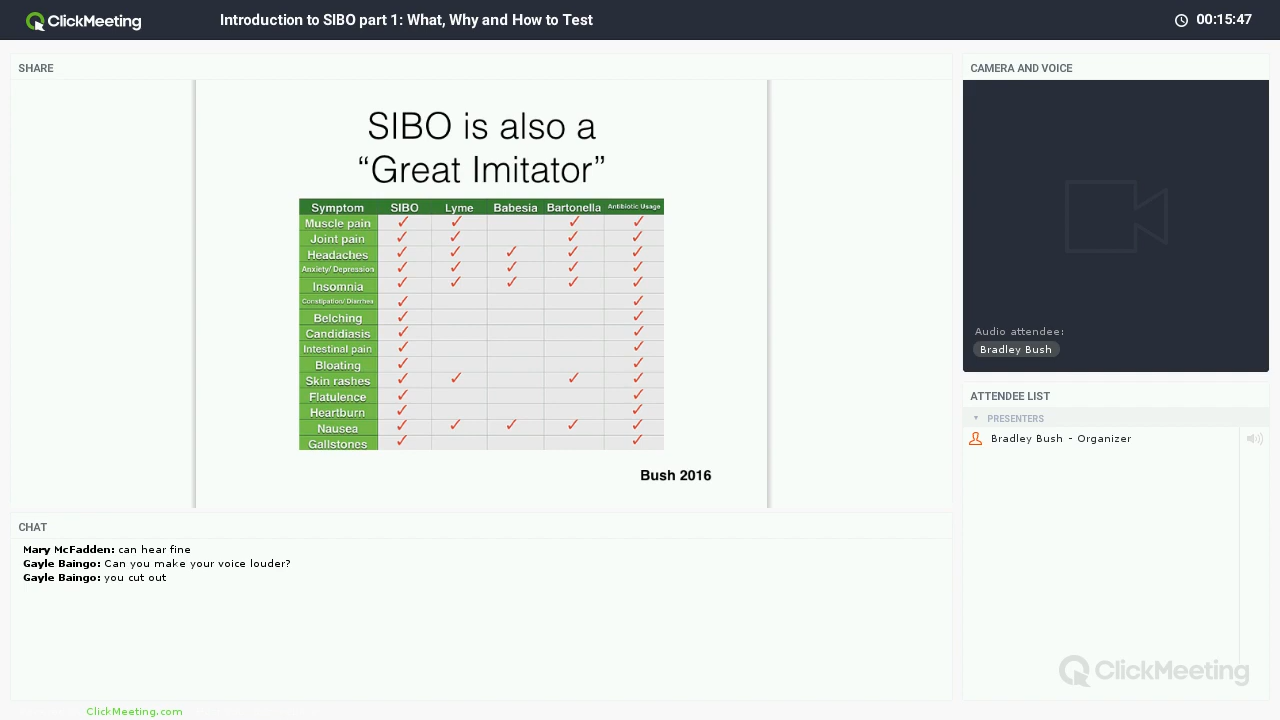 ClickMeeting
Introduction to SIBO part 1: What, Why and How to Test
00:15:47
SHARE
SIBO is also a
“Great Imitator”
Symptom SIBO Lyme Babesia Bartonella Antibiotic Usage
Muscle pain ✓ ✓ ✓ ✓
Joint pain ✓ ✓ ✓ ✓
Headaches ✓ ✓ ✓ ✓ ✓
Anxiety/ Depression ✓ ✓ ✓ ✓ ✓
Insomnia ✓ ✓ ✓ ✓ ✓
Constipation/ Diarrhea ✓ ✓
Belching ✓ ✓
Candidiasis ✓ ✓
Intestinal pain ✓ ✓
Bloating ✓ ✓
Skin rashes ✓ ✓ ✓ ✓
Flatulence ✓ ✓
Heartburn ✓ ✓
Nausea ✓ ✓ ✓ ✓ ✓
Gallstones ✓ ✓
Bush 2016
CHAT
Mary McFadden: can hear fine
Gayle Baingo: Can you make your voice louder?
Gayle Baingo: you cut out
CAMERA AND VOICE
Audio attendee:
Bradley Bush
ATTENDEE LIST
PRESENTERS
Bradley Bush - Organizer
ClickMeeting
ClickMeeting.com